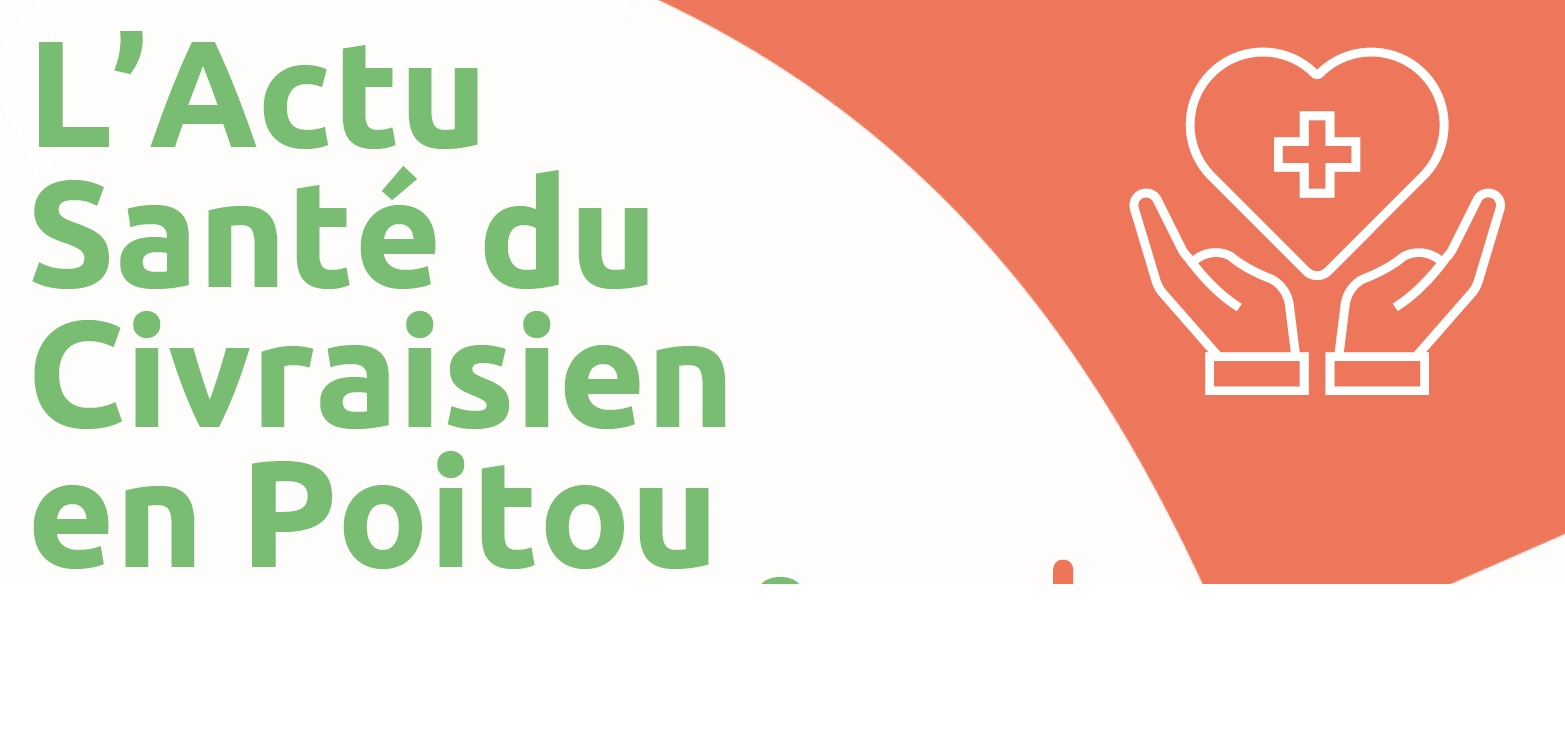 L’Actu
Santé du
Civraisien
en Poitou